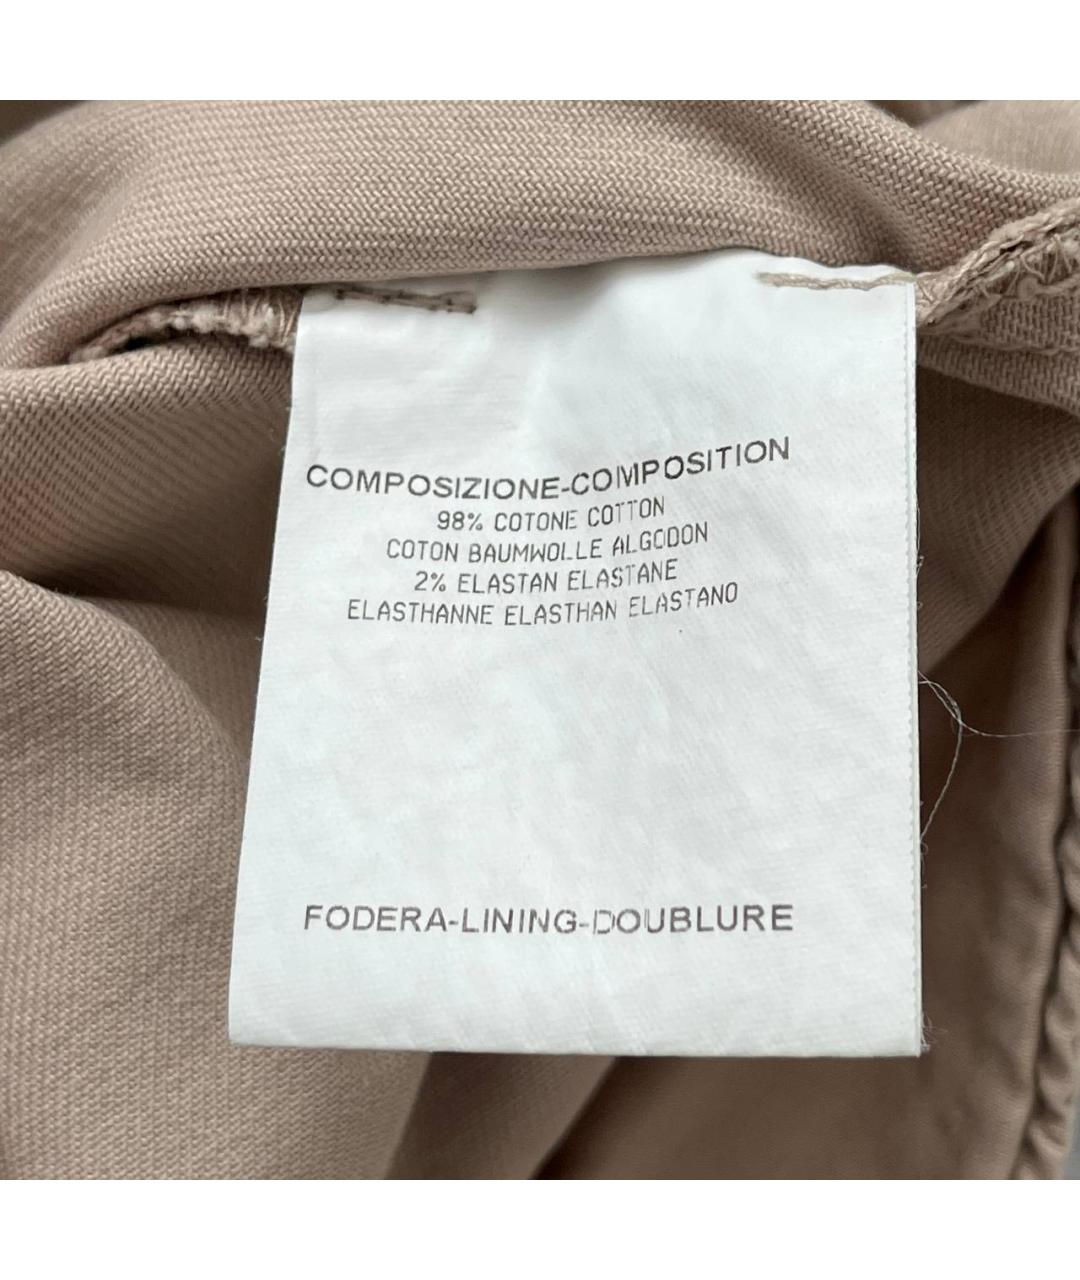 COMPOSIZIONE-COMPOSITION
98% COTONE COTTON
COTON BAUMWOLLE ALGODON
2% ELASTAN ELASTANE
ELASTHANNE ELASTHAN ELASTANO
FODERA-LINING-DOUBLURE